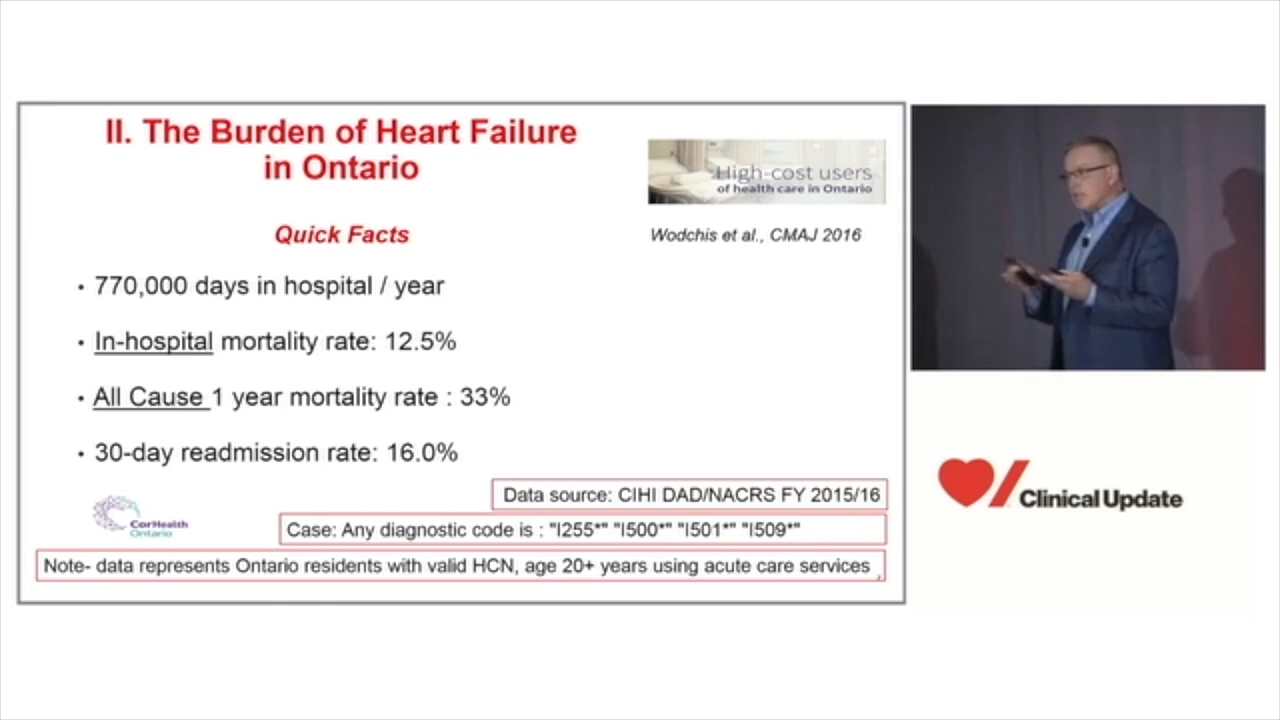 II. The Burden of Heart Failure
in Ontario
High-cost users
of health care in Ontario
Quick Facts
Wodchis et al., CMAJ 2016
• 770,000 days in hospital / year
• In-hospital mortality rate: 12.5%
• All Cause 1 year mortality rate : 33%
• 30-day readmission rate: 16.0%
Data source: CIHI DAD/NACRS FY 2015/16
CorHealth
Ontario
Case: Any diagnostic code is : "I255*" "I500*" "I501*" "I509*"
Note- data represents Ontario residents with valid HCN, age 20+ years using acute care services ,
Clinical Update